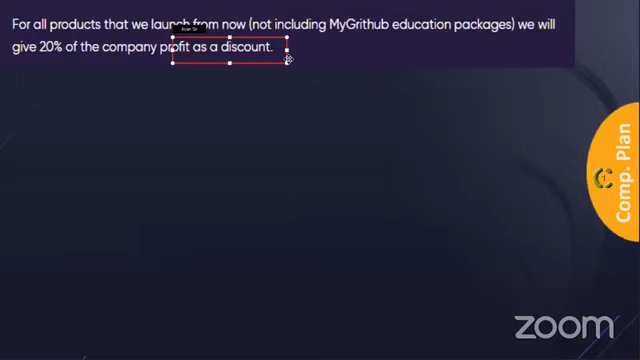 For all products that we launch from now (not including MyGrithub education packages) we will
give 20% of the company profit as a discount.
Comp. Plan
zoom